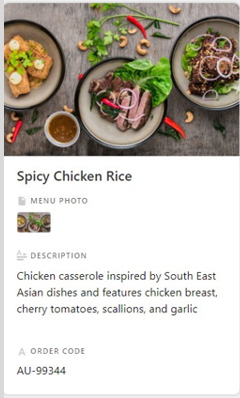 Spicy Chicken Rice
MENU PHOTO
DESCRIPTION
Chicken casserole inspired by South East
Asian dishes and features chicken breast,
cherry tomatoes, scallions, and garlic
ORDER CODE
AU-99344